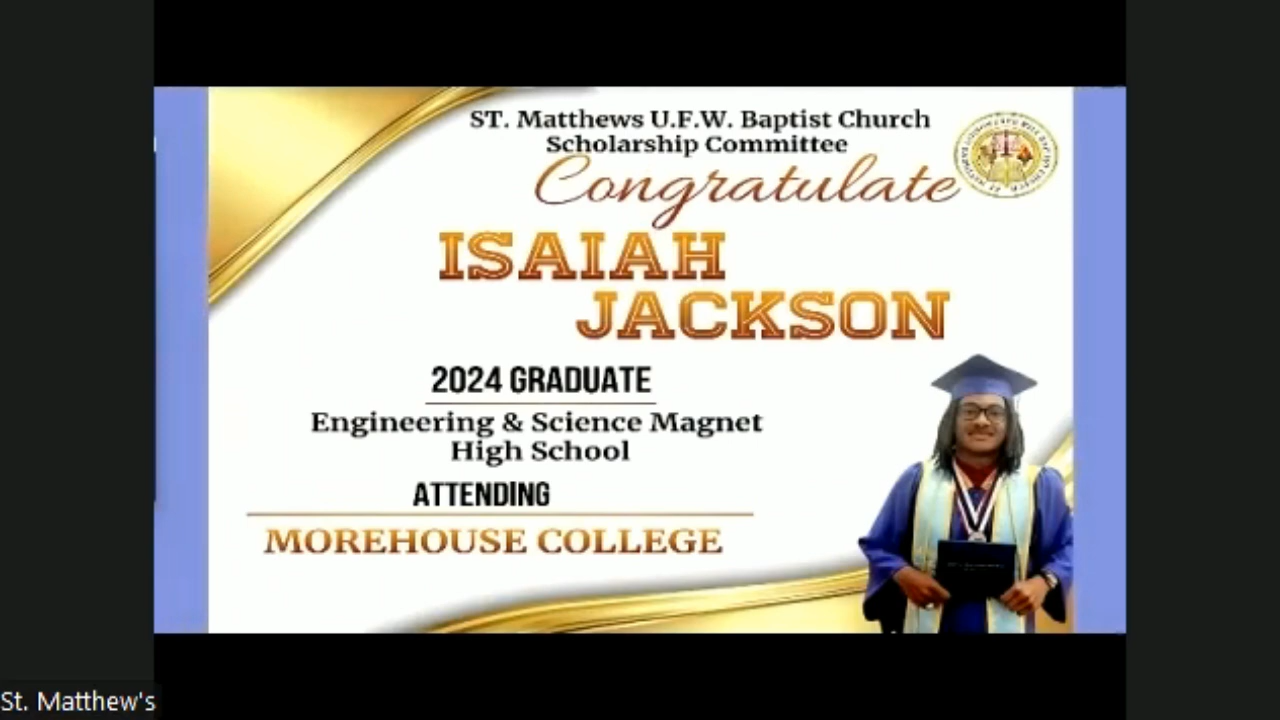 ST. Matthews U.F.W. Baptist Church
Scholarship Committee
Congratulate
ISAIAH
JACKSON
2024 GRADUATE
Engineering & Science Magnet
High School
ATTENDING
MOREHOUSE COLLEGE
St. Matthew's